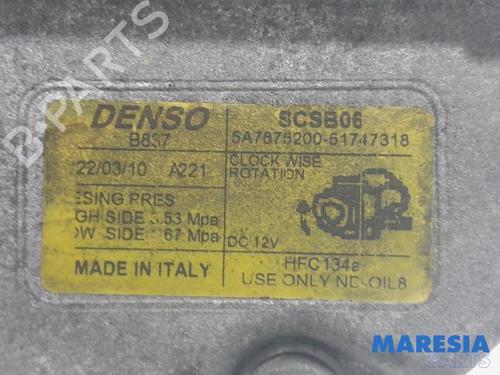 B-PARTS
DENSO
B837
22/03/10 A221
ESING PRES
GH SIDE 3.53 Mpa
OW SIDE 67 Mpa
MADE IN ITALY
SCSB06
5A7875200-51747318
CLOCK WISE
ROTATION
DC 12V
HFC134a
USE ONLY ND-OIL8
MARESIA
PARTS